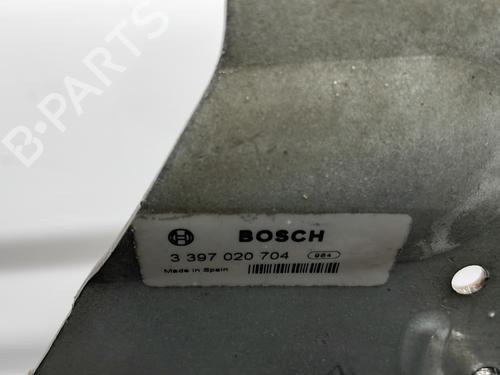 B-PARTS
BOSCH
3 397 020 704 984
Made in Spain